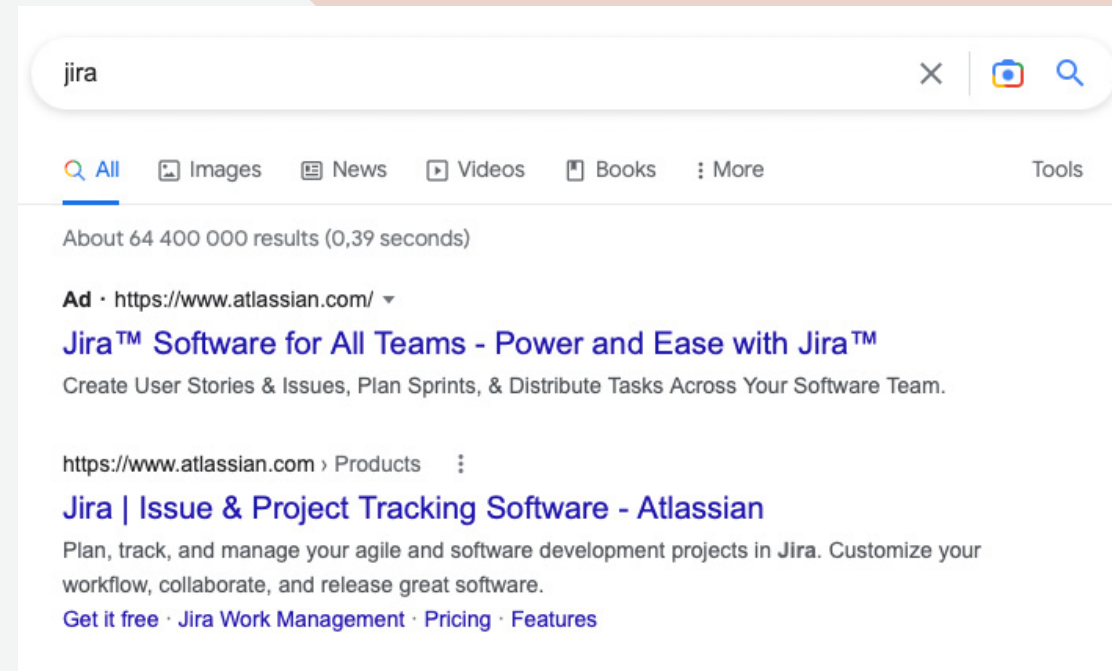 jira
All Images News Videos Books More Tools
About 64 400 000 results (0,39 seconds)
Ad · https://www.atlassian.com/
Jira™ Software for All Teams - Power and Ease with Jira™
Create User Stories & Issues, Plan Sprints, & Distribute Tasks Across Your Software Team.
https://www.atlassian.com › Products
Jira | Issue & Project Tracking Software - Atlassian
Plan, track, and manage your agile and software development projects in Jira. Customize your
workflow, collaborate, and release great software.
Get it free · Jira Work Management · Pricing · Features